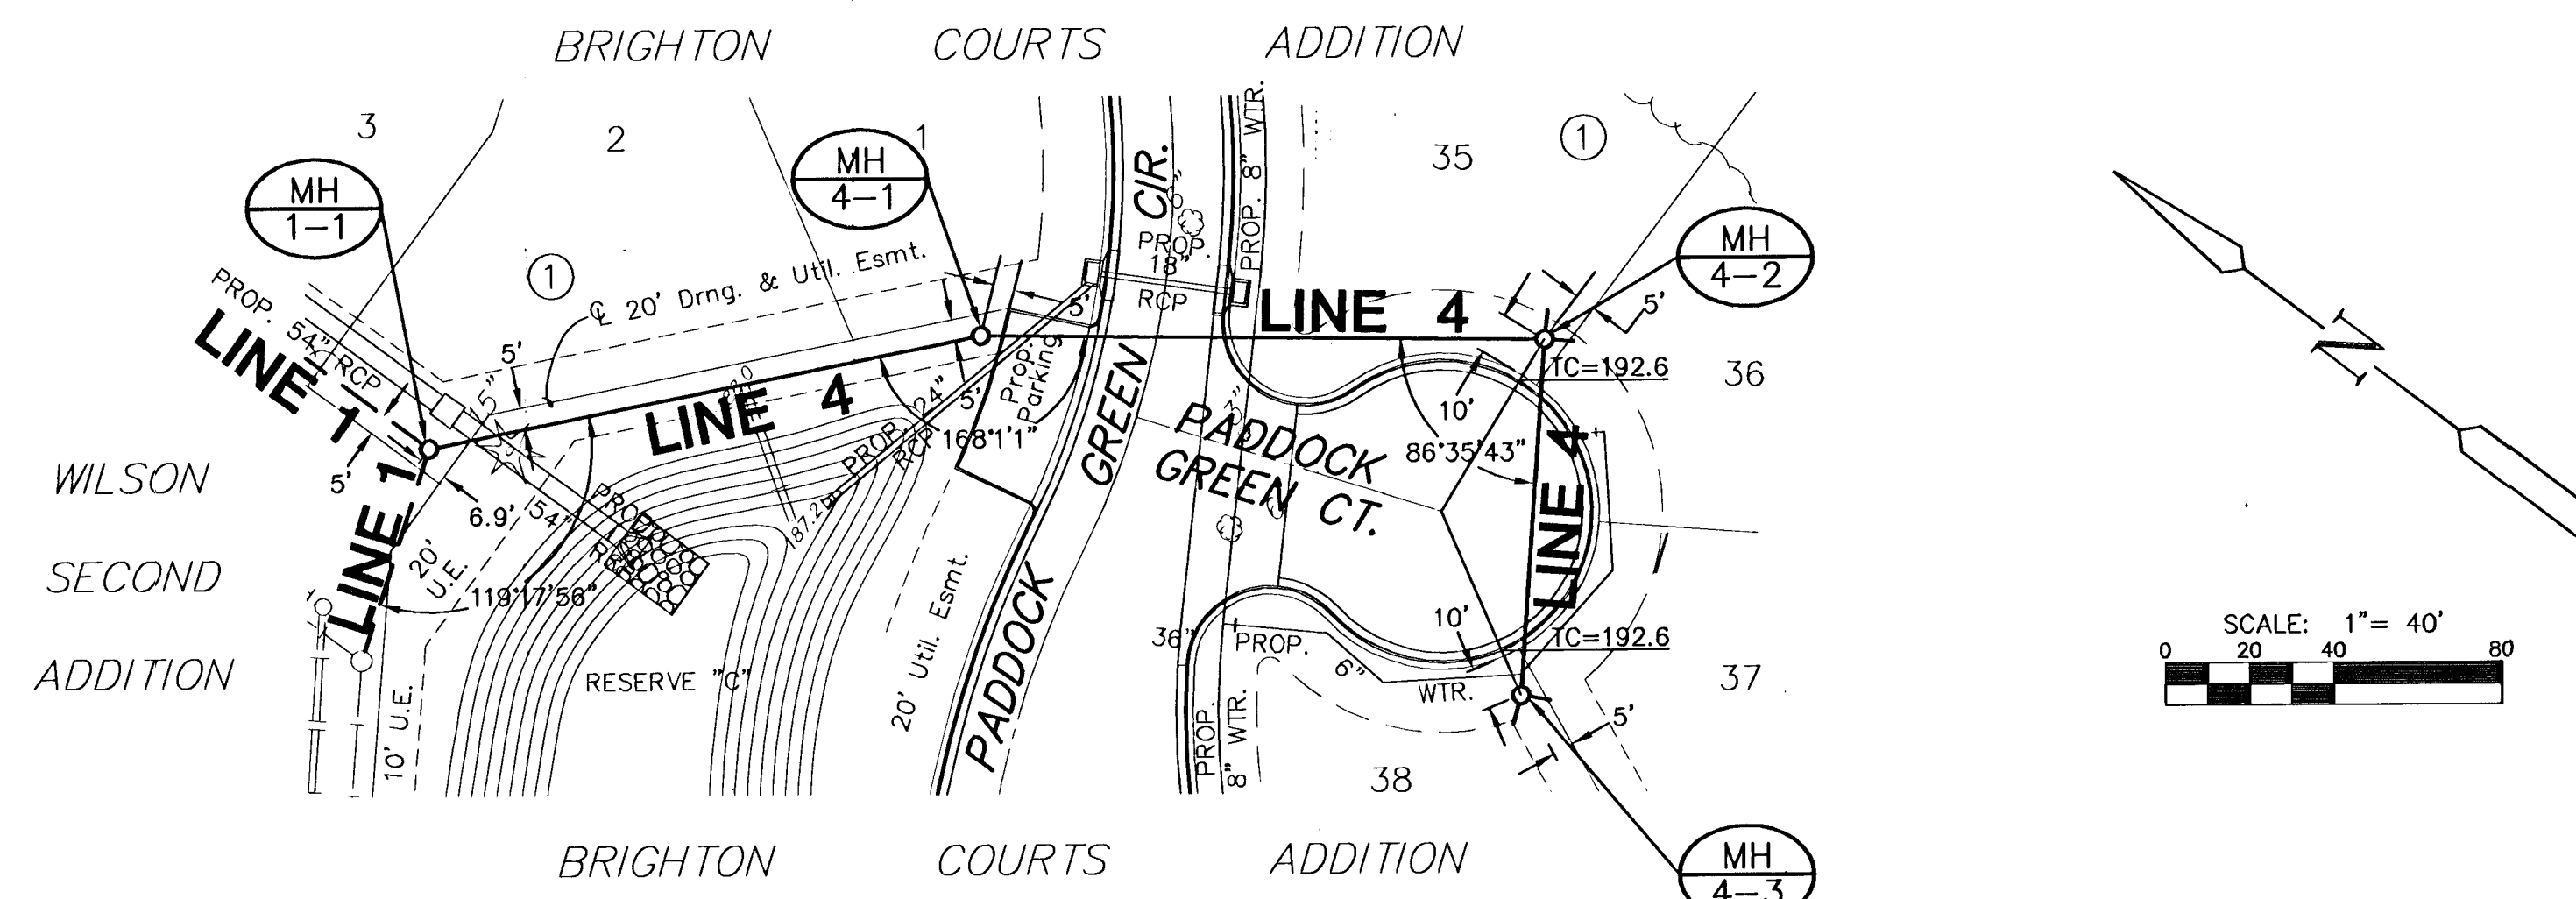 BRIGHTON COURTS ADDITION
3
2
1
35
1
MH
1-1
MH
4-1
MH
4-2
1
℄ 20' Drng. & Util. Esmt.
PADDOCK GREEN CIR.
PROP. 8" WTR.
PROP. 8" WTR.
PROP.
18"
RCP
PROP.
54" RCP
LINE 1
LINE 4
LINE 4
5'
5'
5'
5'
5'
5'
TC=192.6
36
10'
86°35'43"
PADDOCK
GREEN CT.
LINE 4
Prop.
Parking
24"
PROP.
RCP
168°1'1"
187.2
WILSON
SECOND
ADDITION
LINE 1
6.9'
54"
PROP.
20'
U.E.
119°17'56"
10' U.E.
RESERVE "C"
20' Util. Esmt.
36"
PROP.
6"
WTR.
PROP.
8" WTR.
10'
TC=192.6
37
38
5'
MH
4-3
N
SCALE: 1"= 40'
0 20 40 80
BRIGHTON COURTS ADDITION